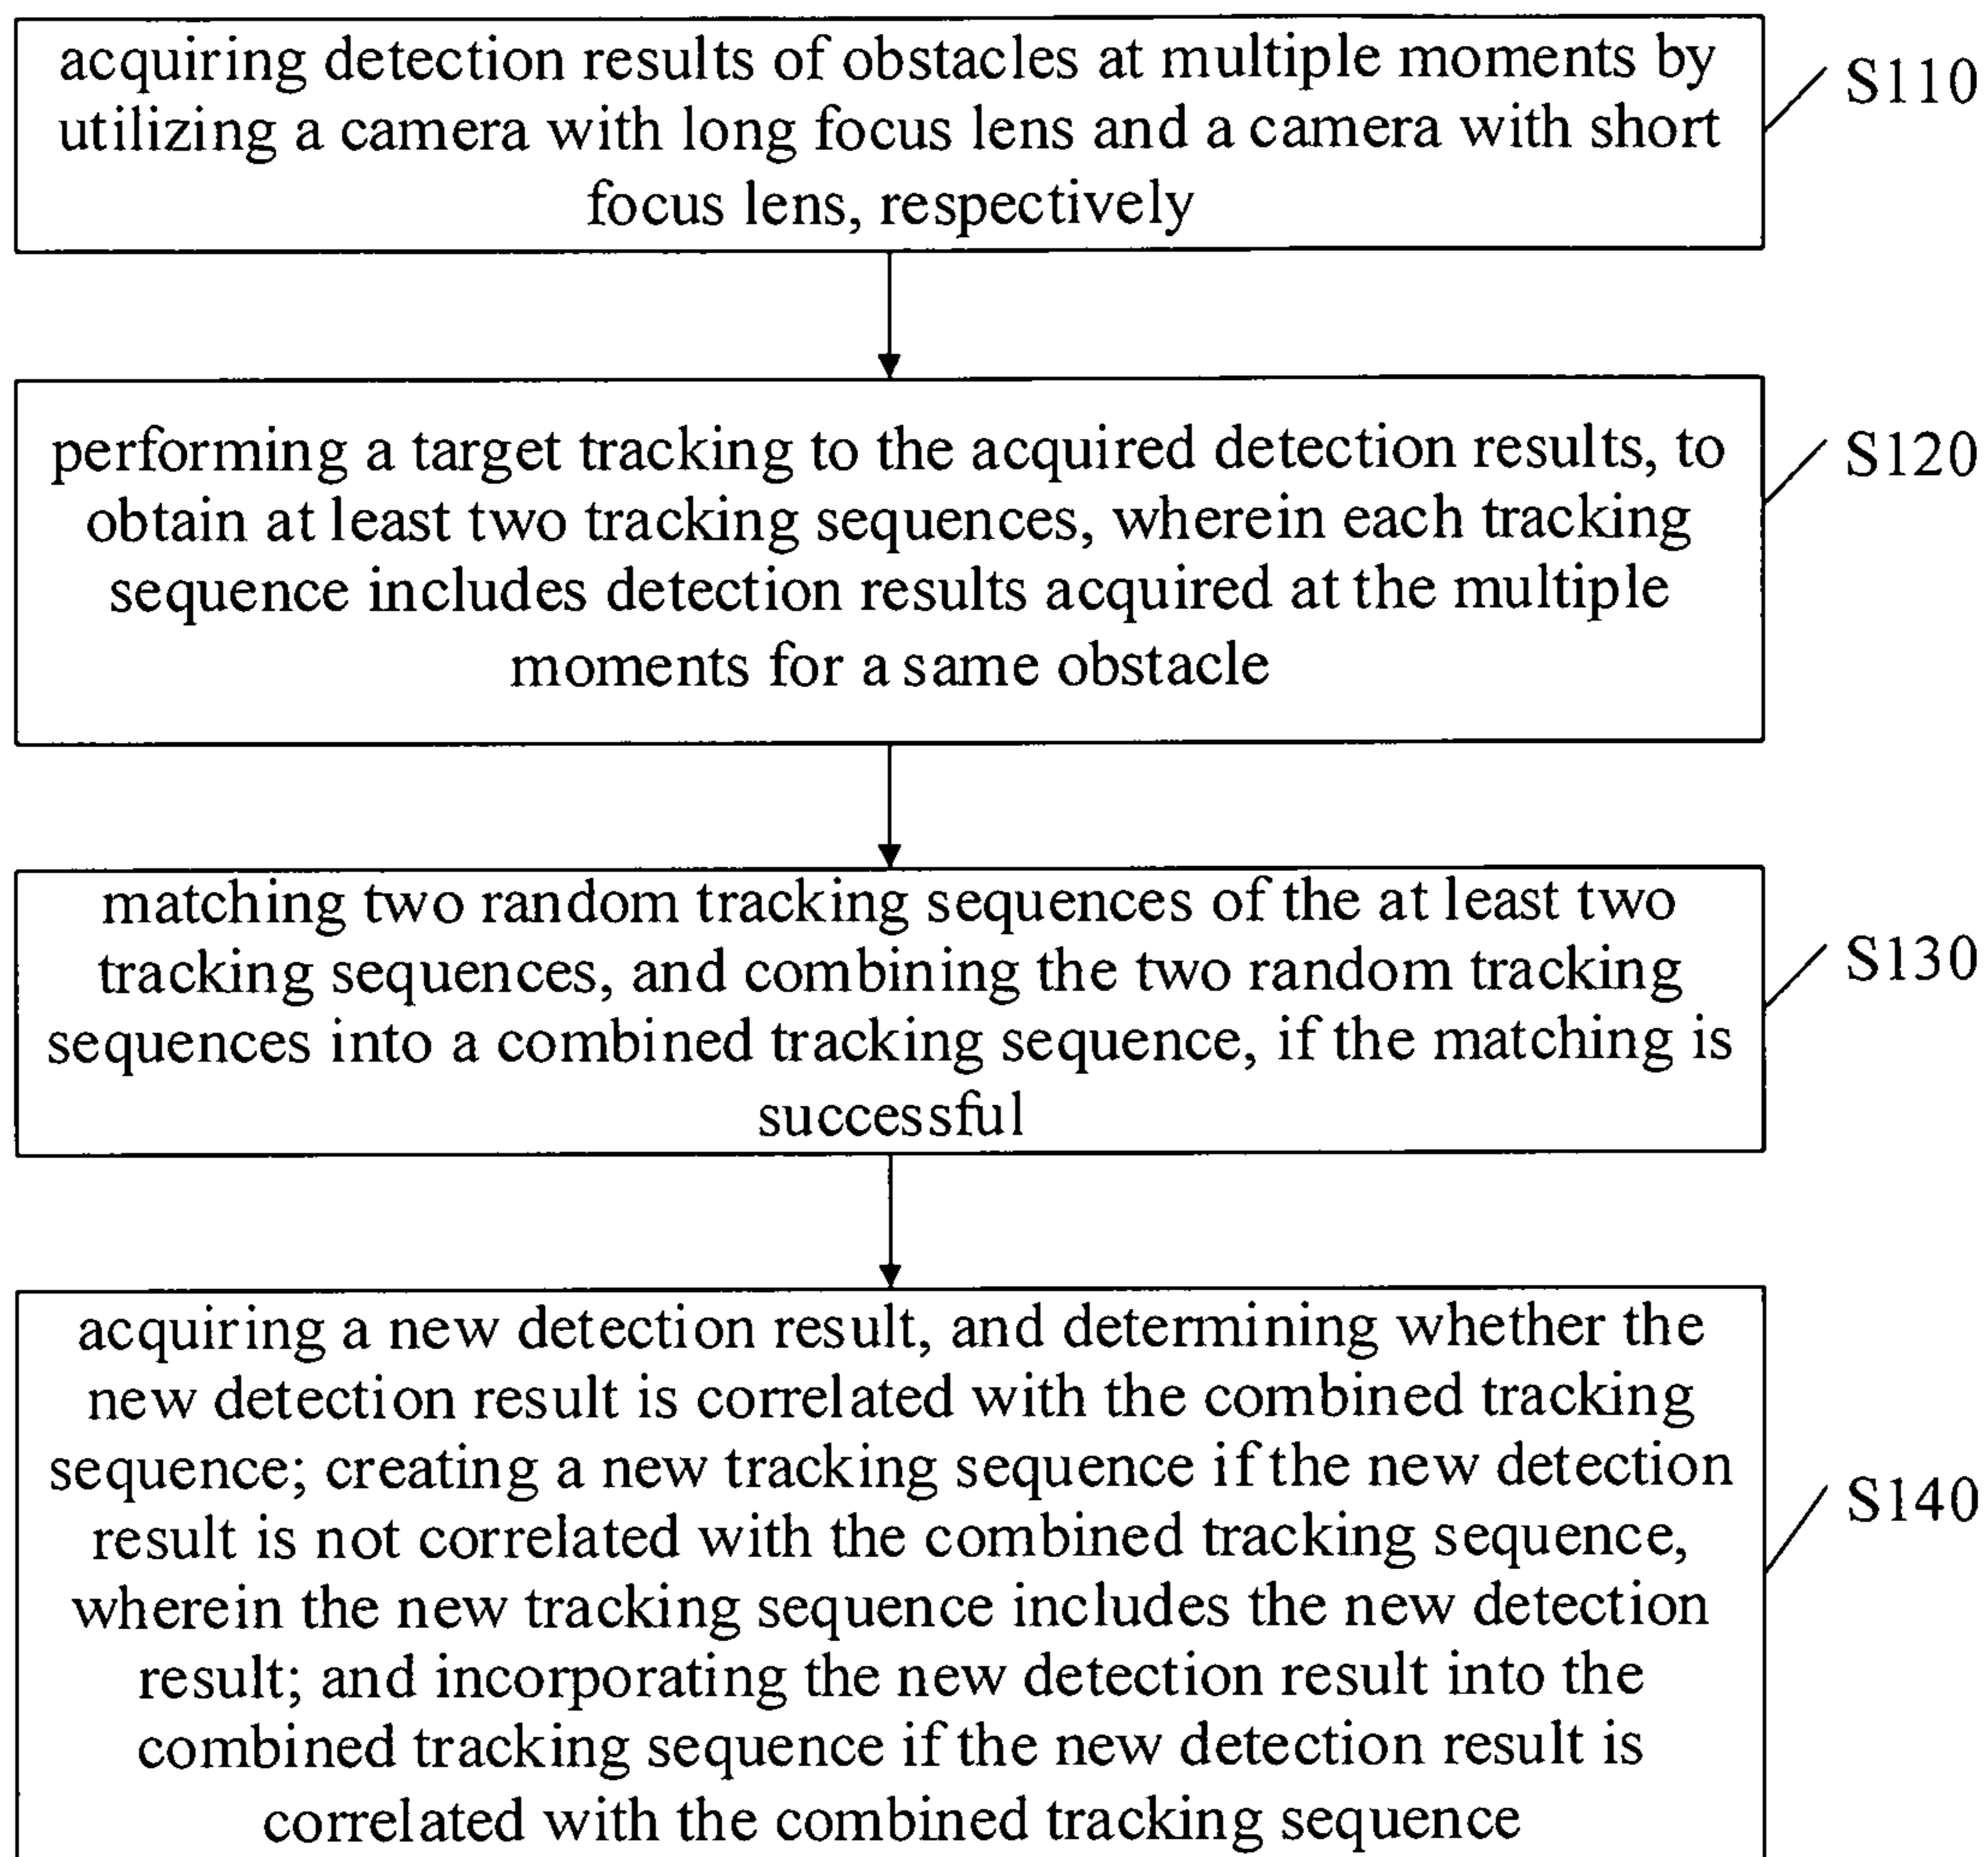 acquiring detection results of obstacles at multiple moments by
utilizing a camera with long focus lens and a camera with short
focus lens, respectively
S110
performing a target tracking to the acquired detection results, to
obtain at least two tracking sequences, wherein each tracking
sequence includes detection results acquired at the multiple
moments for a same obstacle
S120
matching two random tracking sequences of the at least two
tracking sequences, and combining the two random tracking
sequences into a combined tracking sequence, if the matching is
successful
S130
acquiring a new detection result, and determining whether the
new detection result is correlated with the combined tracking
sequence; creating a new tracking sequence if the new detection
result is not correlated with the combined tracking sequence,
wherein the new tracking sequence includes the new detection
result; and incorporating the new detection result into the
combined tracking sequence if the new detection result is
correlated with the combined tracking sequence
S140